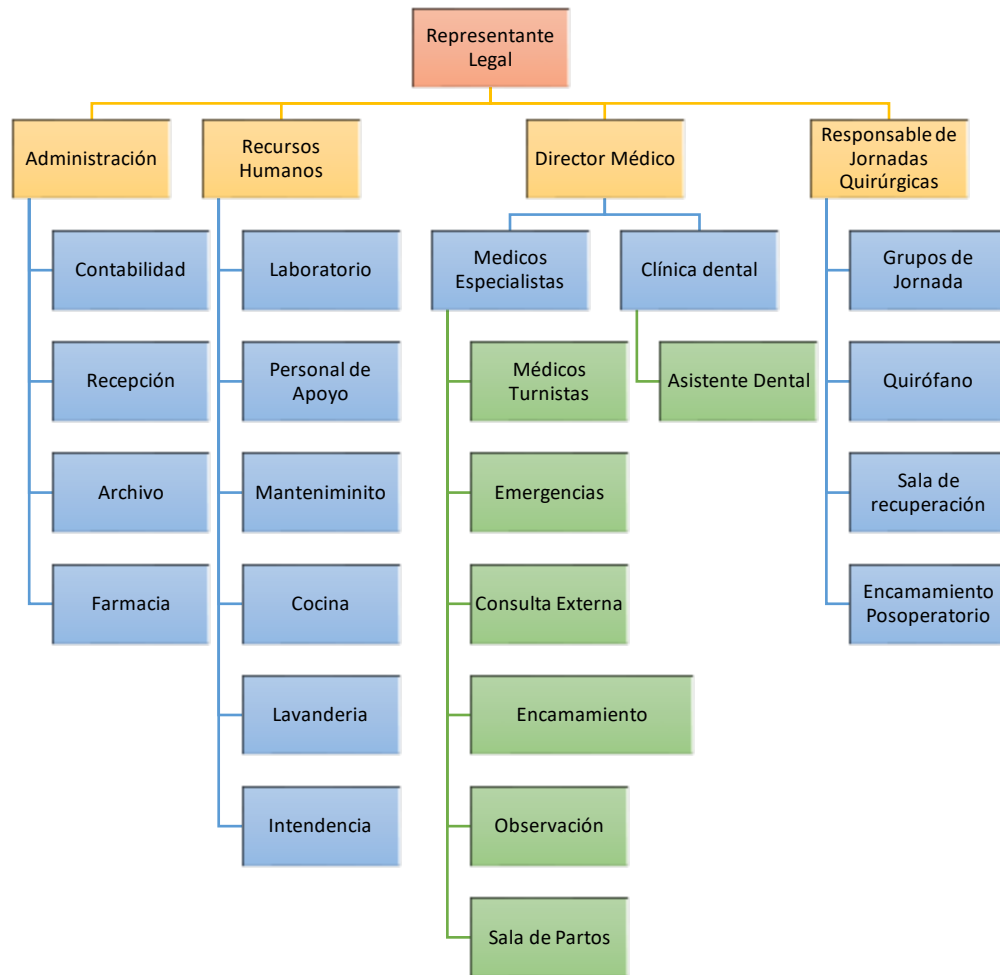 Representante
Legal
Administración
Recursos
Humanos
Director Médico
Responsable de
Jornadas
Quirúrgicas
Contabilidad
Recepción
Archivo
Farmacia
Laboratorio
Personal de
Apoyo
Manteniminito
Cocina
Lavanderia
Intendencia
Medicos
Especialistas
Médicos
Turnistas
Emergencias
Consulta Externa
Encamamiento
Observación
Sala de Partos
Clínica dental
Asistente Dental
Grupos de
Jornada
Quirófano
Sala de
recuperación
Encamamiento
Posoperatorio